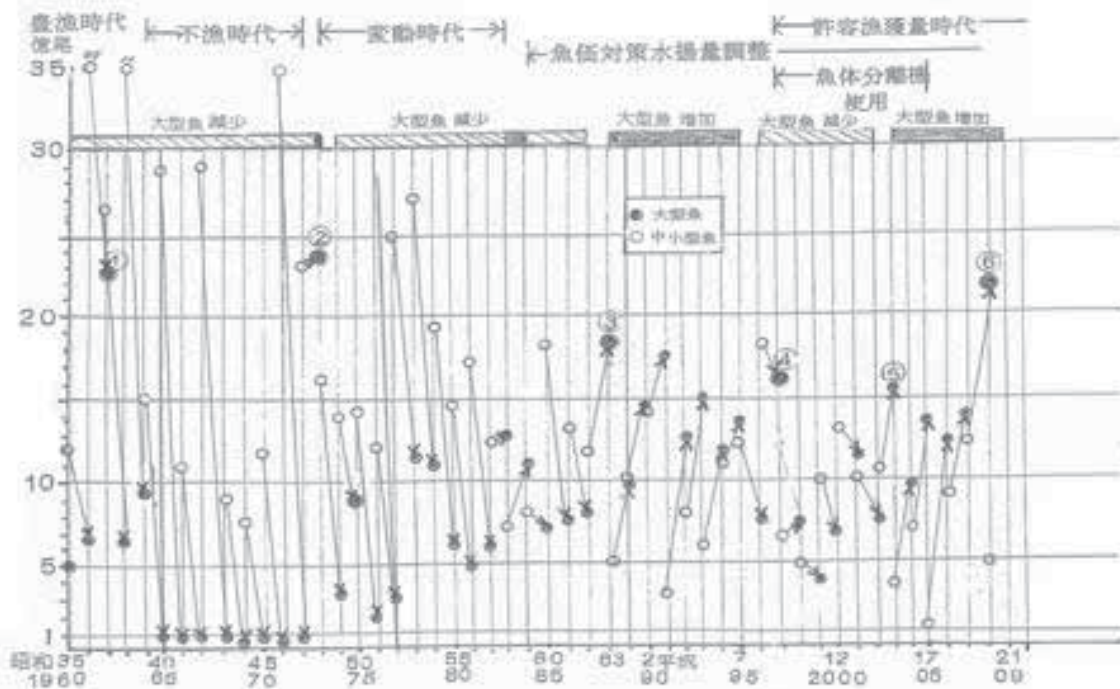 豊漁時代
億尾
不漁時代
変動時代
許容漁獲量時代
魚価対策水揚量調整
魚体分離機
使用
大型魚 減少
大型魚 減少
大型魚 増加
大型魚 減少
大型魚 増加
35
30
20
10
5
1
大型魚
中小型魚
②
④
⑤
⑥
昭和 35 40 45 50 55 60 63 2平成 7 12 17 21
1960 65 70 75 80 85 90 95 2000 05 09